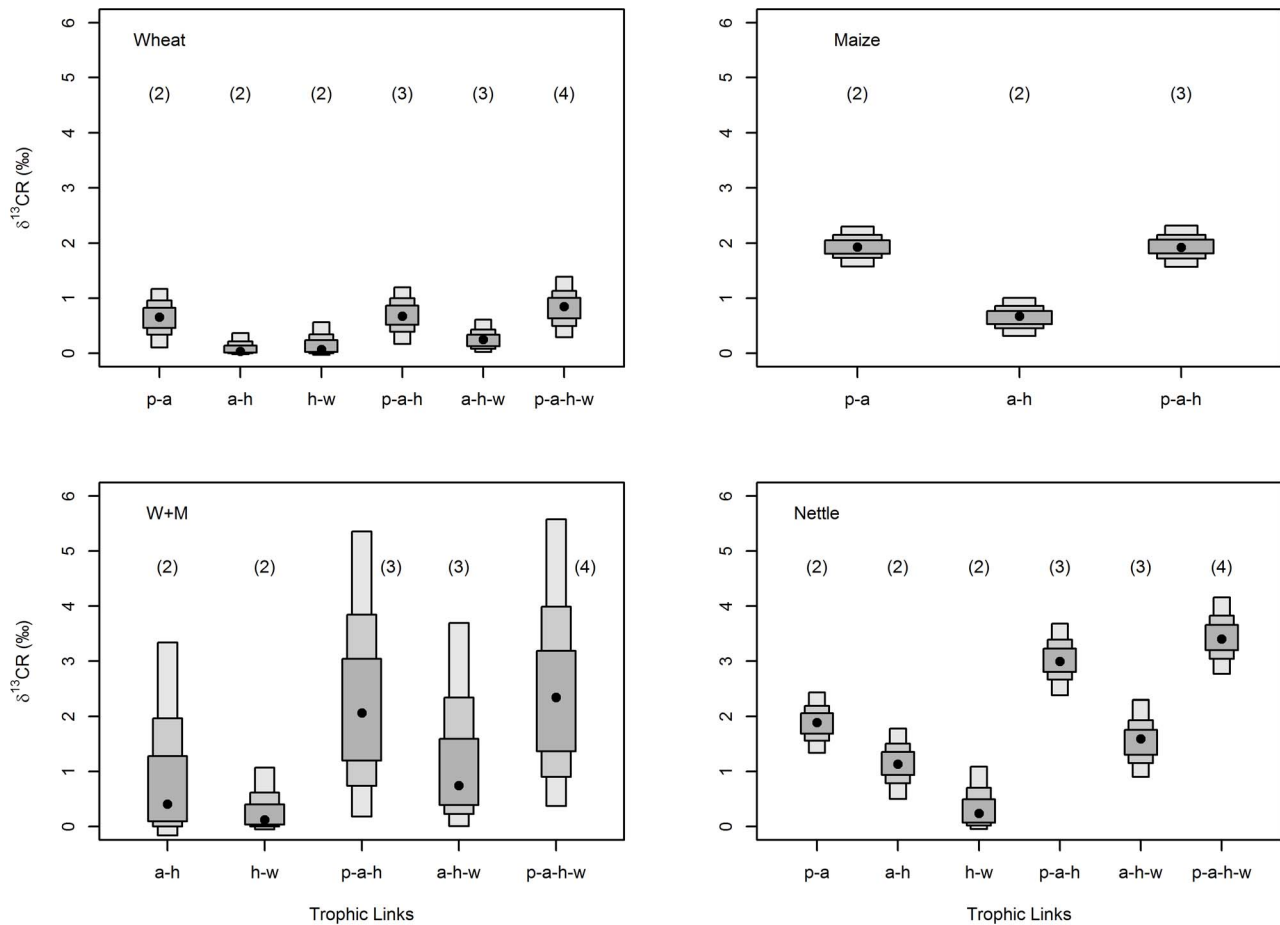 Wheat
(2) (2) (2) (3) (3) (4)
δ¹³CR (‰)
6
5
4
3
2
1
0
p-a a-h h-w p-a-h a-h-w p-a-h-w
Maize
(2) (2) (3)
6
5
4
3
2
1
0
p-a a-h p-a-h
W+M
(2) (2) (3) (3) (4)
δ¹³CR (‰)
6
5
4
3
2
1
0
a-h h-w p-a-h a-h-w p-a-h-w
Trophic Links
Nettle
(2) (2) (2) (3) (3) (4)
6
5
4
3
2
1
0
p-a a-h h-w p-a-h a-h-w p-a-h-w
Trophic Links